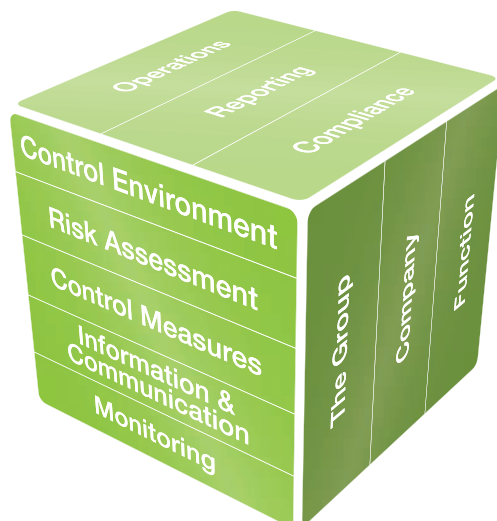 Operations
Reporting
Compliance
Control Environment
Risk Assessment
Control Measures
Information &
Communication
Monitoring
The Group
Company
Function